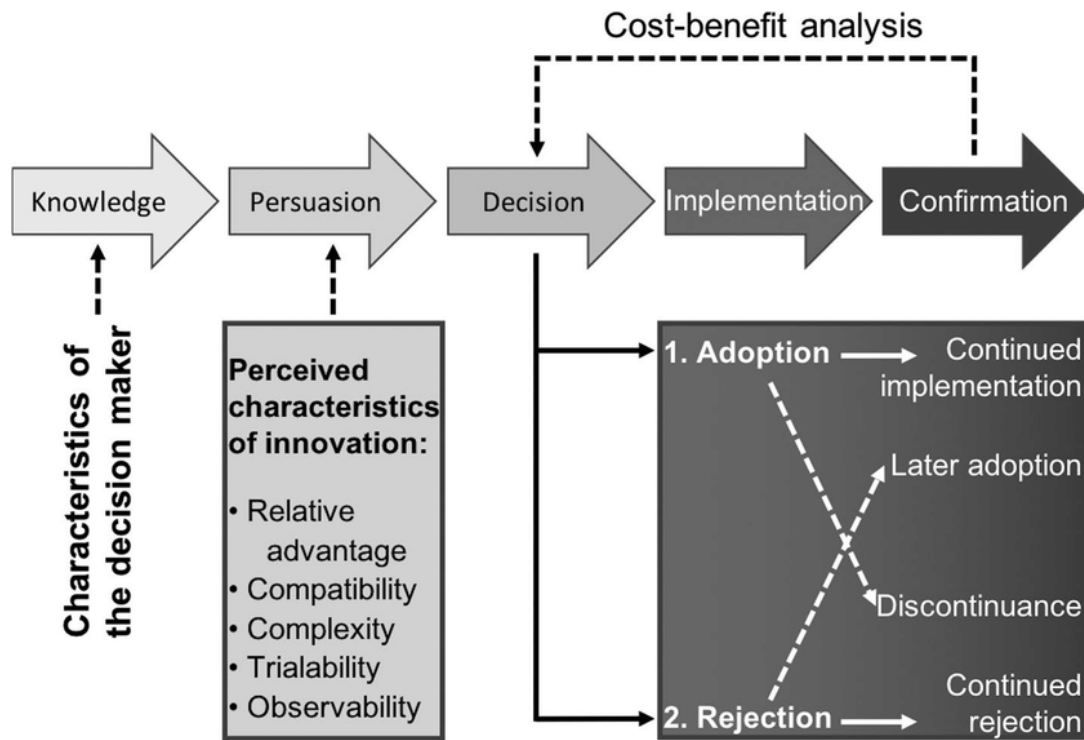 Cost-benefit analysis
Knowledge
Persuasion
Decision
Implementation
Confirmation
Characteristics of
the decision maker
Perceived
characteristics
of innovation:
• Relative
advantage
• Compatibility
• Complexity
• Trialability
• Observability
1. Adoption
Continued
implementation
Later adoption
Discontinuance
2. Rejection
Continued
rejection